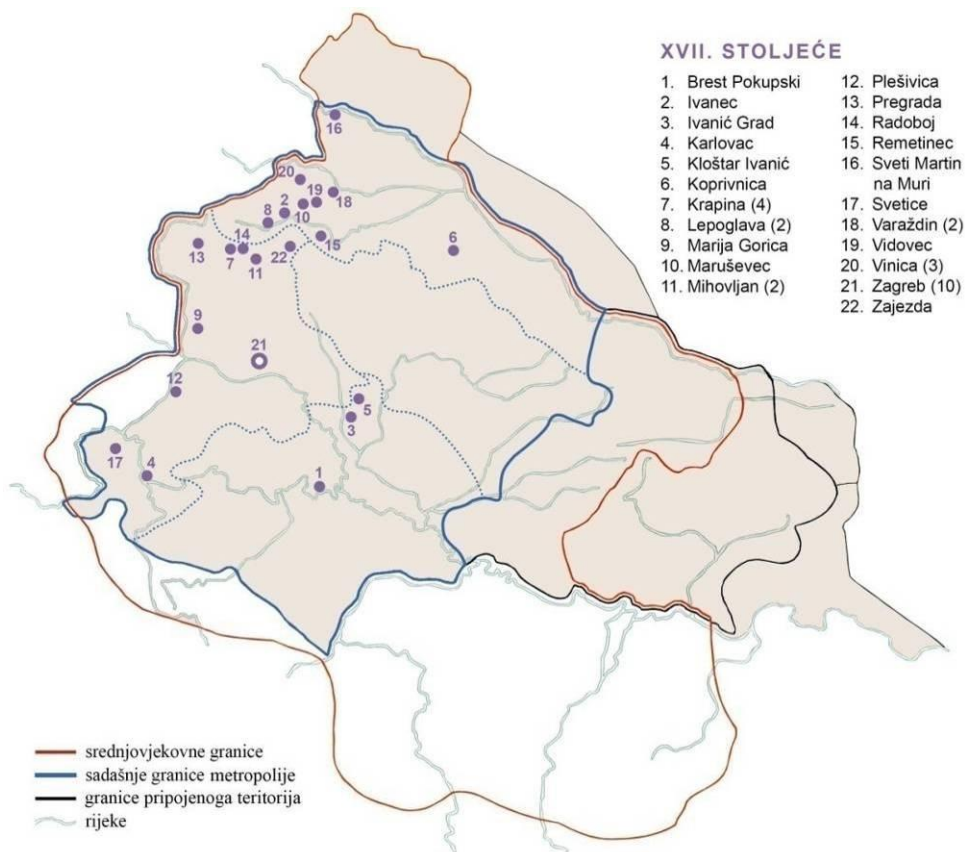 XVII. STOLJEĆE
1. Brest Pokupski
2. Ivanec
3. Ivanić Grad
4. Karlovac
5. Kloštar Ivanić
6. Koprivnica
7. Krapina (4)
8. Lepoglava (2)
9. Marija Gorica
10. Maruševec
11. Mihovljan (2)
12. Plešivica
13. Pregrada
14. Radoboj
15. Remetinec
16. Sveti Martin
na Muri
17. Svetice
18. Varaždin (2)
19. Vidovec
20. Vinica (3)
21. Zagreb (10)
22. Zajezda
16
20
2
19
18
8
10
15
14
13
7
11
22
6
9
21
12
5
3
17
4
1
srednjovjekovne granice
sadašnje granice metropolije
granice pripojenoga teritorija
rijeke